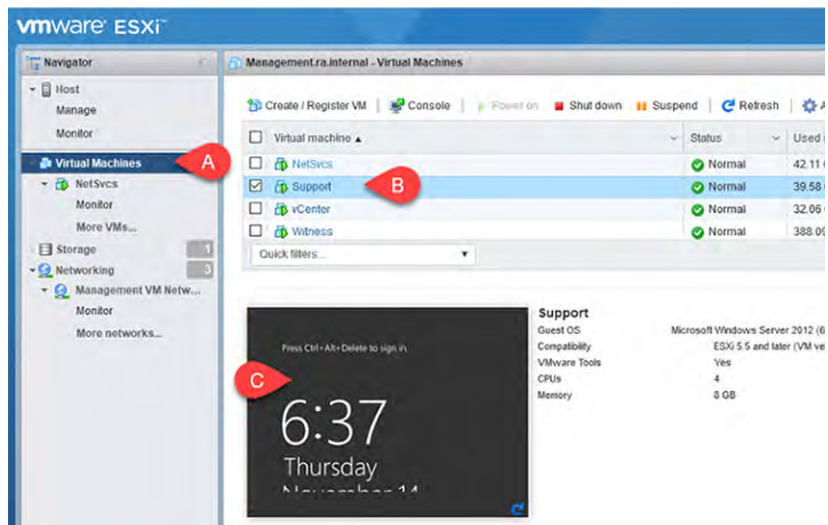 vmware ESXi™
Navigator
Host
Manage
Monitor
Virtual Machines
A
NetSvcs
Monitor
More VMs...
Storage
1
Networking
3
Management VM Netw...
Monitor
More networks...
Management.ra.internal - Virtual Machines
Create / Register VM | Console | Power on Shut down Suspend | Refresh | A
Virtual machine ▲ Status Used
NetSvcs Normal 42.11
Support B Normal 39.58
vCenter Normal 32.06
Witness Normal 388.09
Quick filters...
Press Ctrl+Alt+Delete to sign in.
C
6:37
Thursday
November 14
Support
Guest OS Microsoft Windows Server 2012 (6
Compatibility ESXi 5.5 and later (VM ve
VMware Tools Yes
CPUs 4
Memory 8 GB